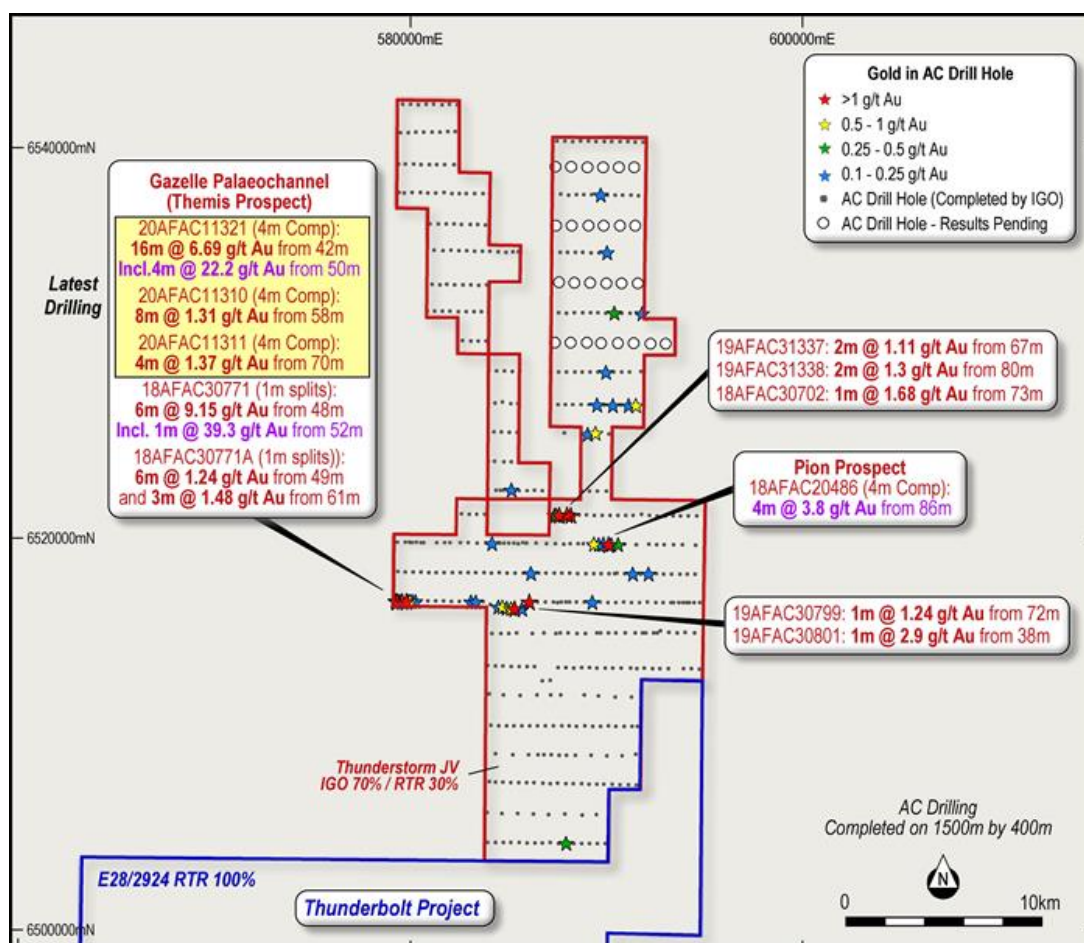 580000mE
600000mE
Gold in AC Drill Hole
>1 g/t Au
0.5 - 1 g/t Au
0.25 - 0.5 g/t Au
0.1 - 0.25 g/t Au
AC Drill Hole (Completed by IGO)
AC Drill Hole - Results Pending
6540000mN
Gazelle Palaeochannel
(Themis Prospect)
20AFAC11321 (4m Comp):
16m @ 6.69 g/t Au from 42m
Incl.4m @ 22.2 g/t Au from 50m
20AFAC11310 (4m Comp):
8m @ 1.31 g/t Au from 58m
20AFAC11311 (4m Comp):
4m @ 1.37 g/t Au from 70m
18AFAC30771 (1m splits):
6m @ 9.15 g/t Au from 48m
Incl. 1m @ 39.3 g/t Au from 52m
18AFAC30771A (1m splits)):
6m @ 1.24 g/t Au from 49m
and 3m @ 1.48 g/t Au from 61m
Latest
Drilling
19AFAC31337: 2m @ 1.11 g/t Au from 67m
19AFAC31338: 2m @ 1.3 g/t Au from 80m
18AFAC30702: 1m @ 1.68 g/t Au from 73m
Pion Prospect
18AFAC20486 (4m Comp):
4m @ 3.8 g/t Au from 86m
6520000mN
19AFAC30799: 1m @ 1.24 g/t Au from 72m
19AFAC30801: 1m @ 2.9 g/t Au from 38m
Thunderstorm JV
IGO 70% / RTR 30%
AC Drilling
Completed on 1500m by 400m
N
0
10km
E28/2924 RTR 100%
Thunderbolt Project
6500000mN